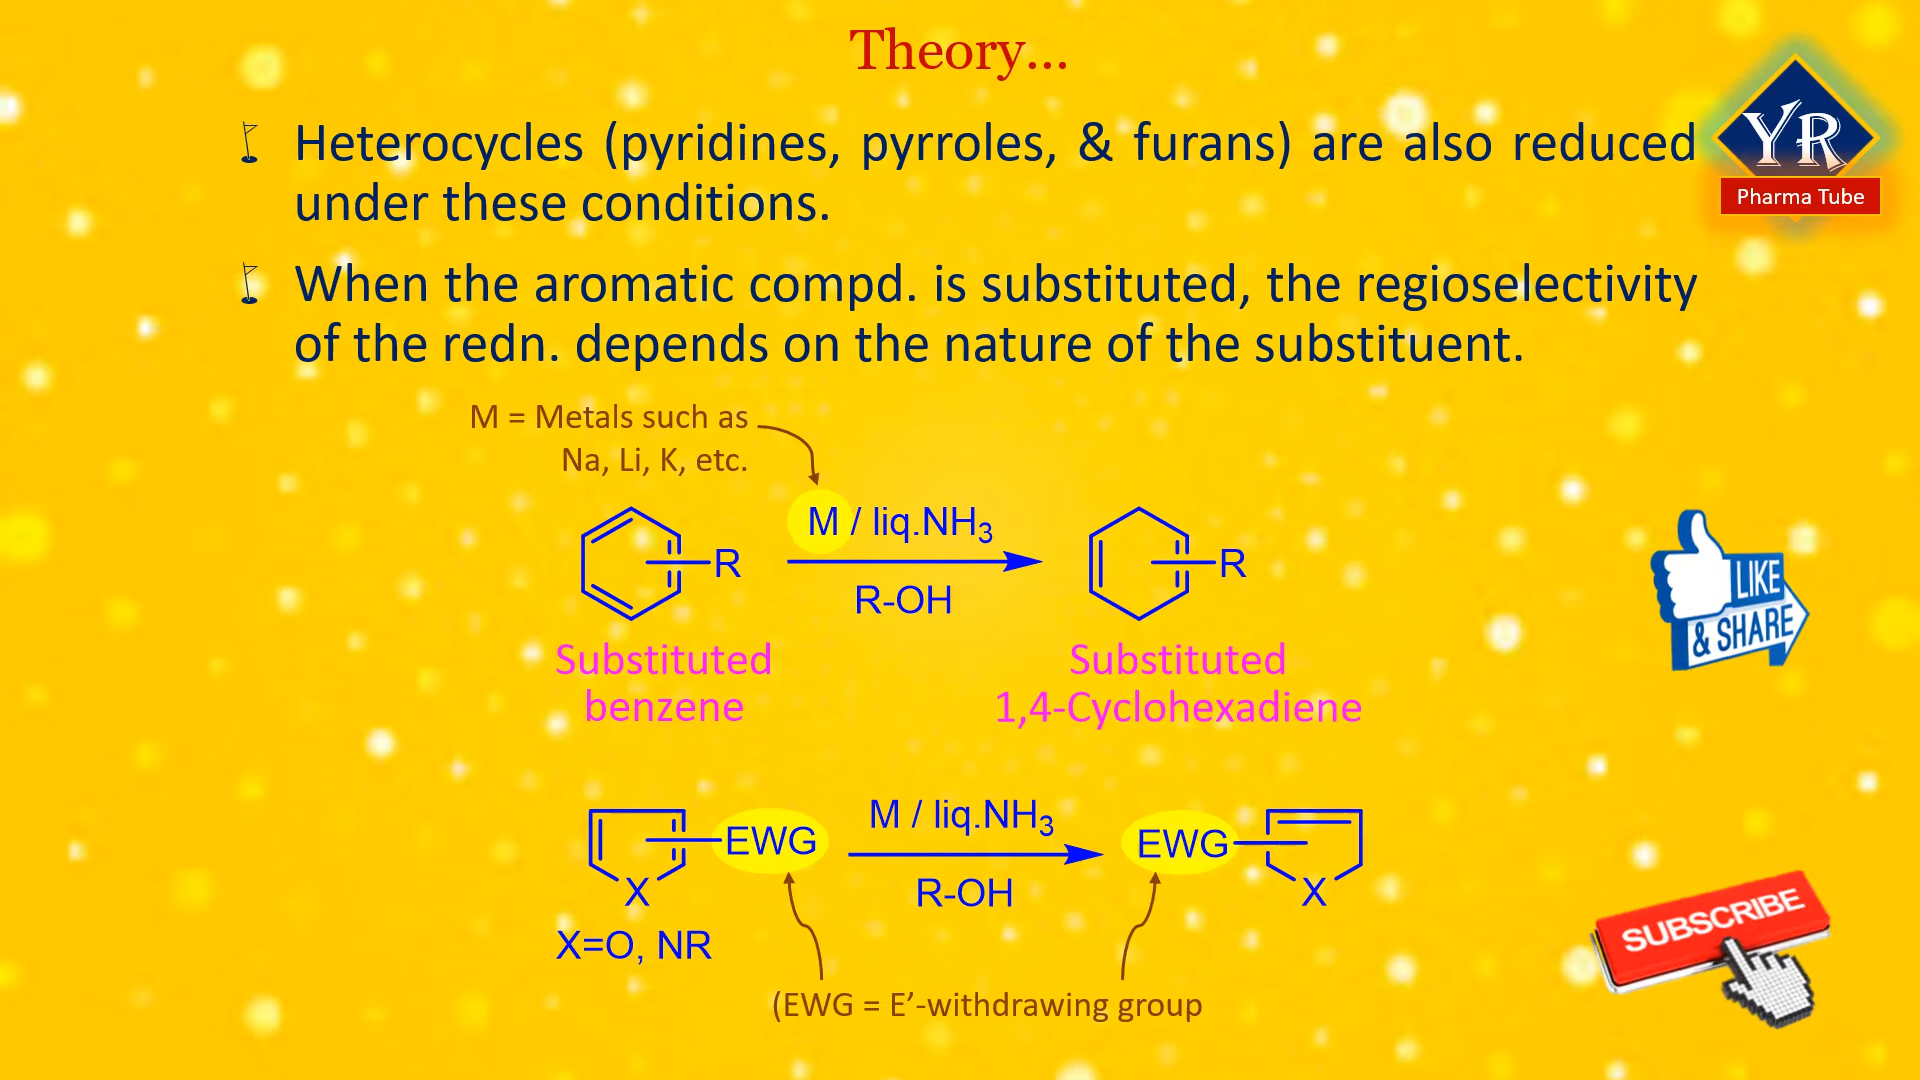 Theory...
YR
Pharma Tube
Heterocycles (pyridines, pyrroles, & furans) are also reduced
under these conditions.
When the aromatic compd. is substituted, the regioselectivity
of the redn. depends on the nature of the substituent.
M = Metals such as
Na, Li, K, etc.
R
M / liq.NH3
R-OH
R
Substituted
benzene
Substituted
1,4-Cyclohexadiene
LIKE
& SHARE
EWG
X
X=O, NR
M / liq.NH3
R-OH
EWG
X
(EWG = E’-withdrawing group
SUBSCRIBE